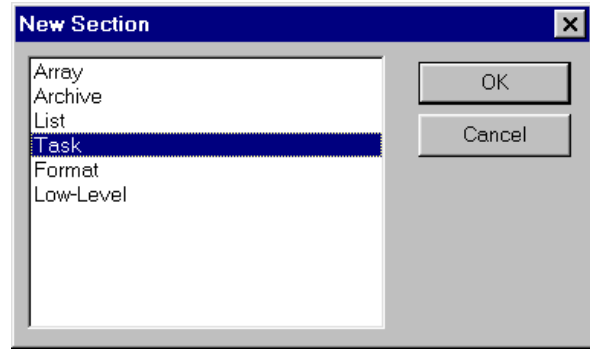 New Section
Array
Archive
List
Task
Format
Low-Level
OK
Cancel